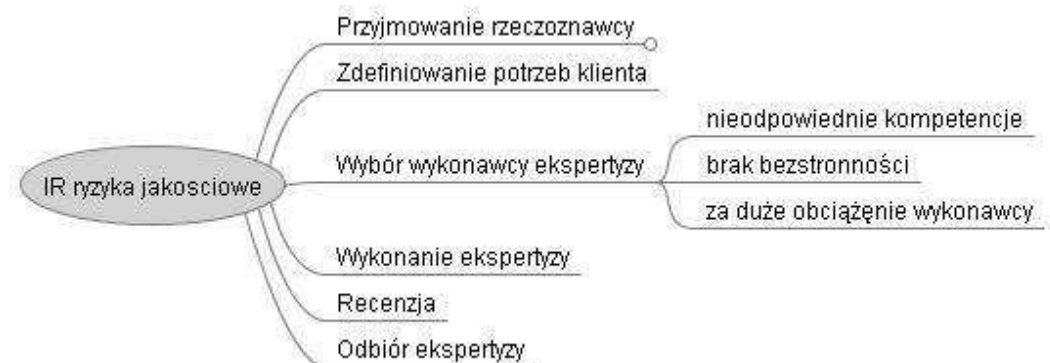 Przyjmowanie rzeczoznawcy
Zdefiniowanie potrzeb klienta
IR ryzyka jakosciowe
Wybór wykonawcy ekspertyzy
nieodpowiednie kompetencje
brak bezstronności
za duże obciążęnie wykonawcy
Wykonanie ekspertyzy
Recenzja
Odbiór ekspertyzy